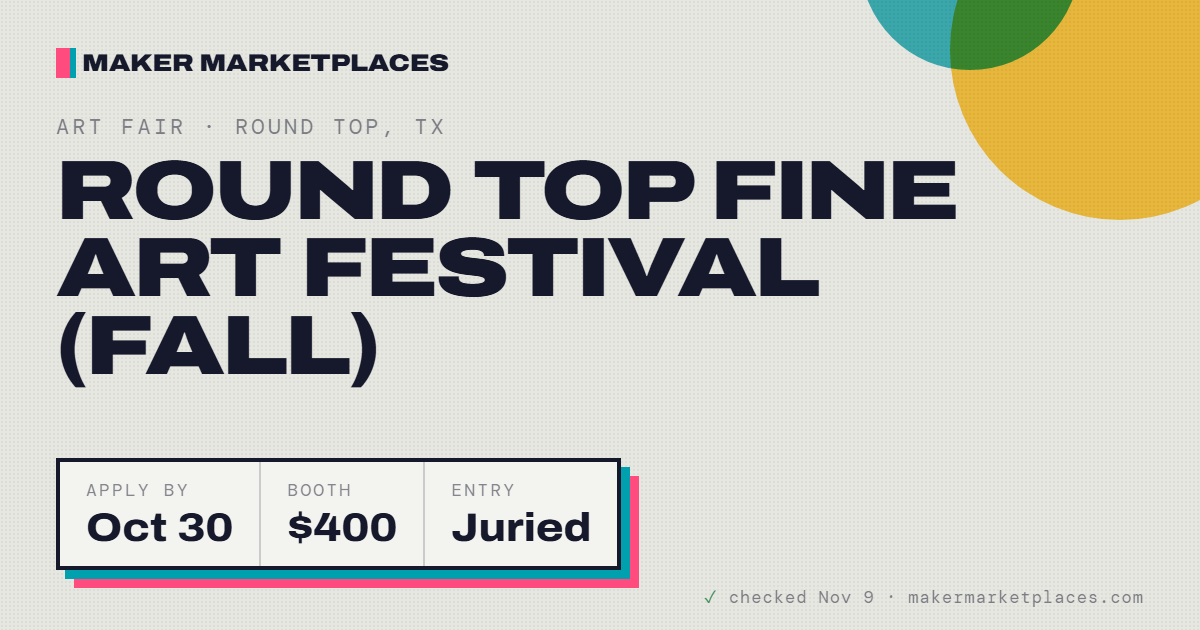 MAKER MARKETPLACES
ART FAIR · ROUND TOP, TX
ROUND TOP FINE
ART FESTIVAL
(FALL)
APPLY BY
Oct 30
BOOTH
$400
ENTRY
Juried
✓ checked Nov 9 · makermarketplaces.com